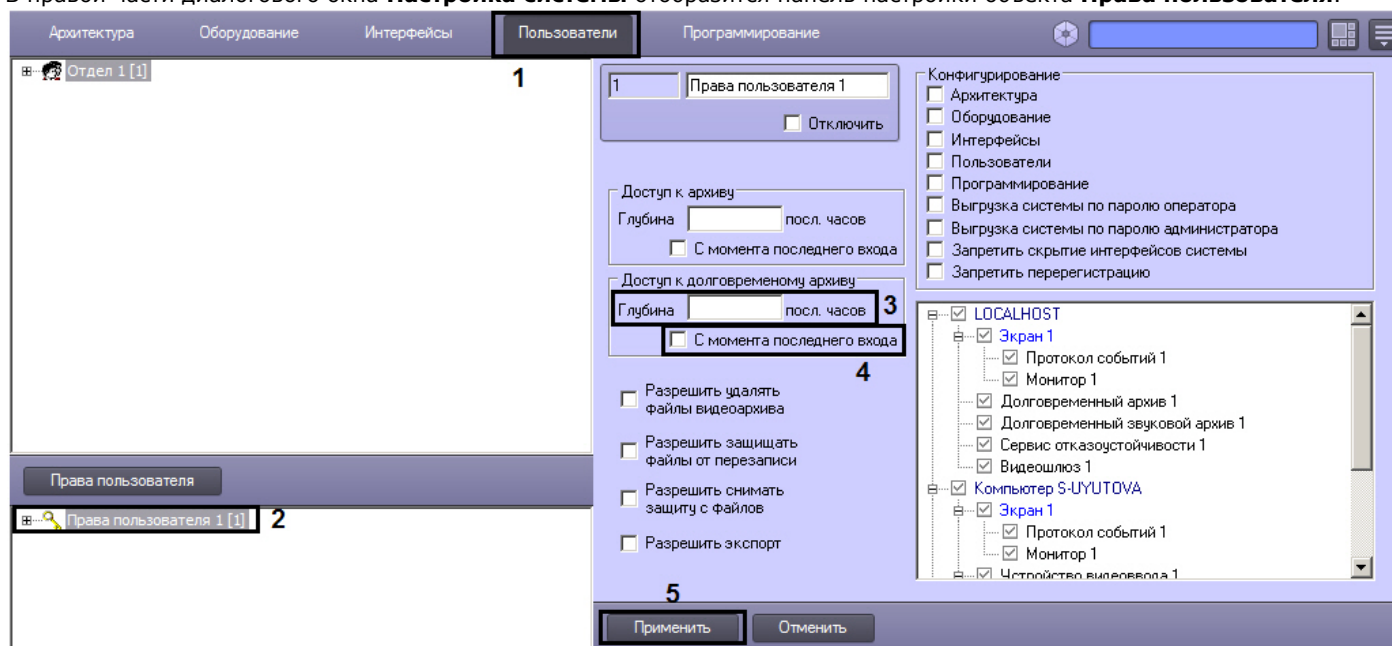 В правой части диалогового окна Настройка системы отобразится панель настройки объекта Права пользователя.
Архитектура Оборудование Интерфейсы Пользователи Программирование
1
Отдел 1 [1]
Права пользователя
Права пользователя 1 [1]
2
1 Права пользователя 1
Отключить
Доступ к архиву
Глубина посл. часов
С момента последнего входа
Доступ к долговременому архиву
Глубина посл. часов 3
С момента последнего входа
4
Разрешить удалять
файлы видеоархива
Разрешить защищать
файлы от перезаписи
Разрешить снимать
защиту с файлов
Разрешить экспорт
5
Применить Отменить
Конфигурирование
Архитектура
Оборудование
Интерфейсы
Пользователи
Программирование
Выгрузка системы по паролю оператора
Выгрузка системы по паролю администратора
Запретить скрытие интерфейсов системы
Запретить перерегистрацию
LOCALHOST
Экран 1
Протокол событий 1
Монитор 1
Долговременный архив 1
Долговременный звуковой архив 1
Сервис отказоустойчивости 1
Видеошлюз 1
Компьютер S-UYUTOVA
Экран 1
Протокол событий 1
Монитор 1
Устройство видеоввода 1